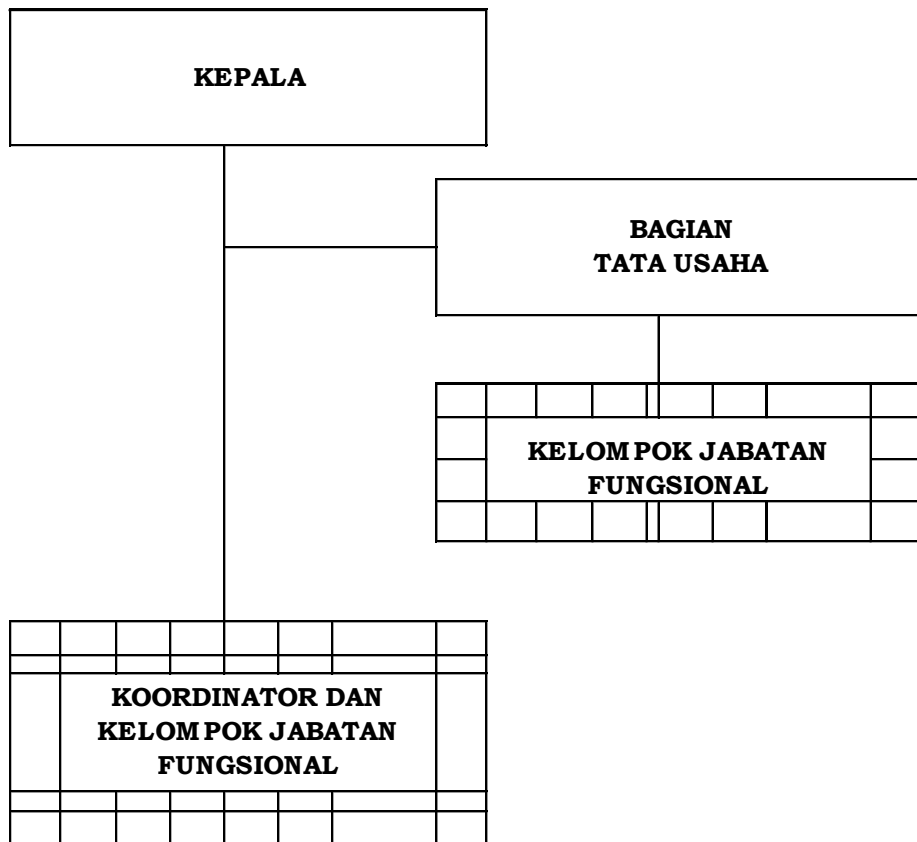 KEPALA
BAGIAN
TATA USAHA
KELOMPOK JABATAN
FUNGSIONAL
KOORDINATOR DAN
KELOMPOK JABATAN
FUNGSIONAL